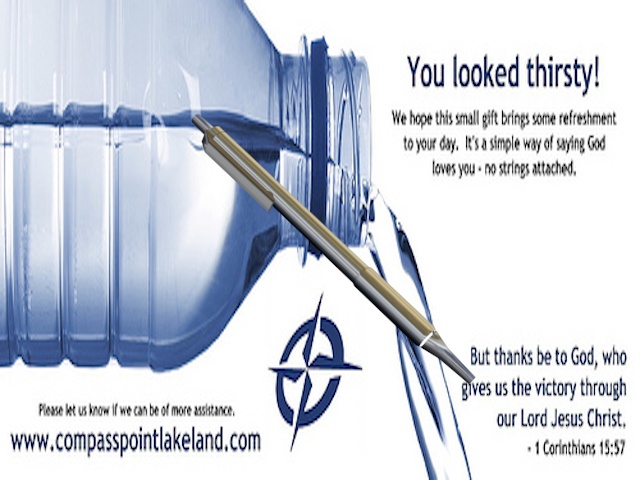 You looked thirsty!
We hope this small gift brings some refreshment
to your day. It's a simple way of saying God
loves you - no strings attached.
But thanks be to God, who
gives us the victory through
our Lord Jesus Christ.
- 1 Corinthians 15:57
Please let us know if we can be of more assistance.
www.compasspointlakeland.com